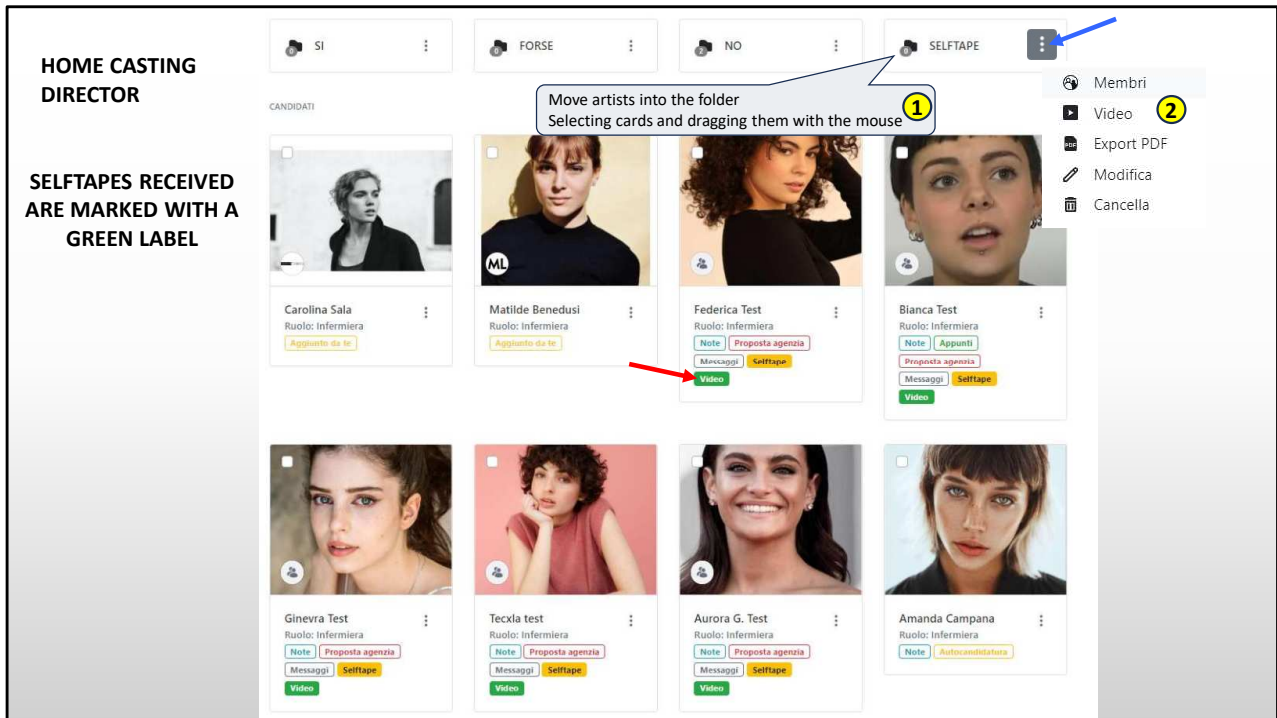 HOME CASTING
DIRECTOR
SELFTAPES RECEIVED
ARE MARKED WITH A
GREEN LABEL
0 SI
0 FORSE
2 NO
0 SELFTAPE
Move artists into the folder
Selecting cards and dragging them with the mouse
1
Membri
Video
2
PDF Export PDF
Modifica
Cancella
CANDIDATI
Carolina Sala
Ruolo: Infermiera
Aggiunto da te
ML
Matilde Benedusi
Ruolo: Infermiera
Aggiunto da te
Federica Test
Ruolo: Infermiera
Note Proposta agenzia
Messaggi Selftape
Video
Bianca Test
Ruolo: Infermiera
Note Appunti
Proposta agenzia
Messaggi Selftape
Video
Ginevra Test
Ruolo: Infermiera
Note Proposta agenzia
Messaggi Selftape
Video
Tecxla test
Ruolo: Infermiera
Note Proposta agenzia
Messaggi Selftape
Video
Aurora G. Test
Ruolo: Infermiera
Note Proposta agenzia
Messaggi Selftape
Video
Amanda Campana
Ruolo: Infermiera
Note Autocandidatura